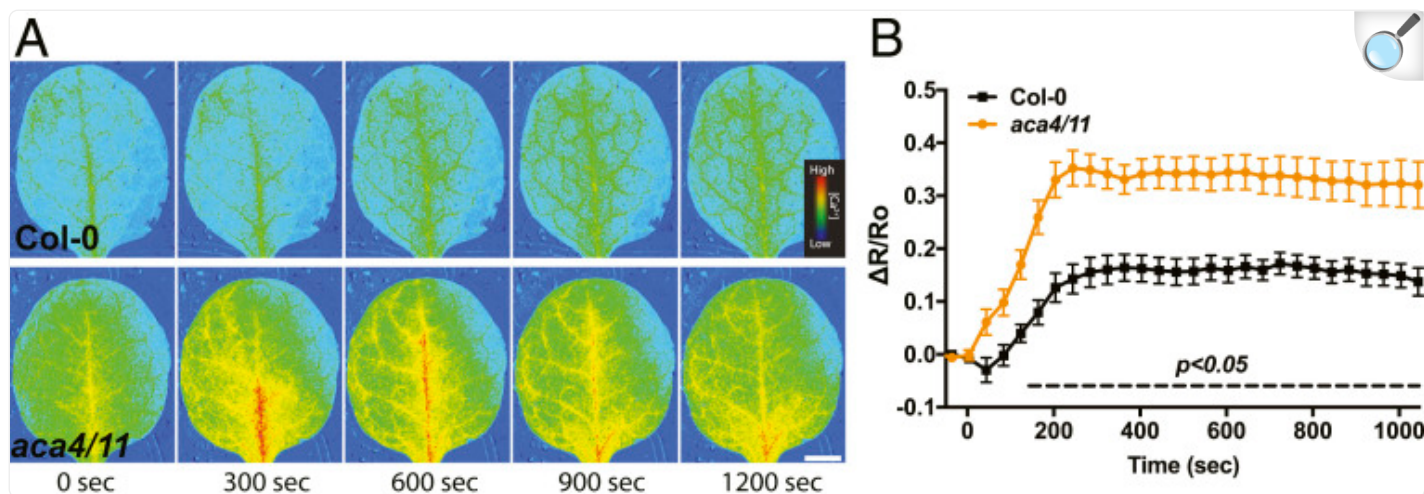 A
Col-0
High
[Ca²⁺]
Low
aca4/11
0 sec
300 sec
600 sec
900 sec
1200 sec
B
Col-0
aca4/11
ΔR/Ro
0.5
0.4
0.3
0.2
0.1
0.0
-0.1
p<0.05
0
200
400
600
800
1000
Time (sec)